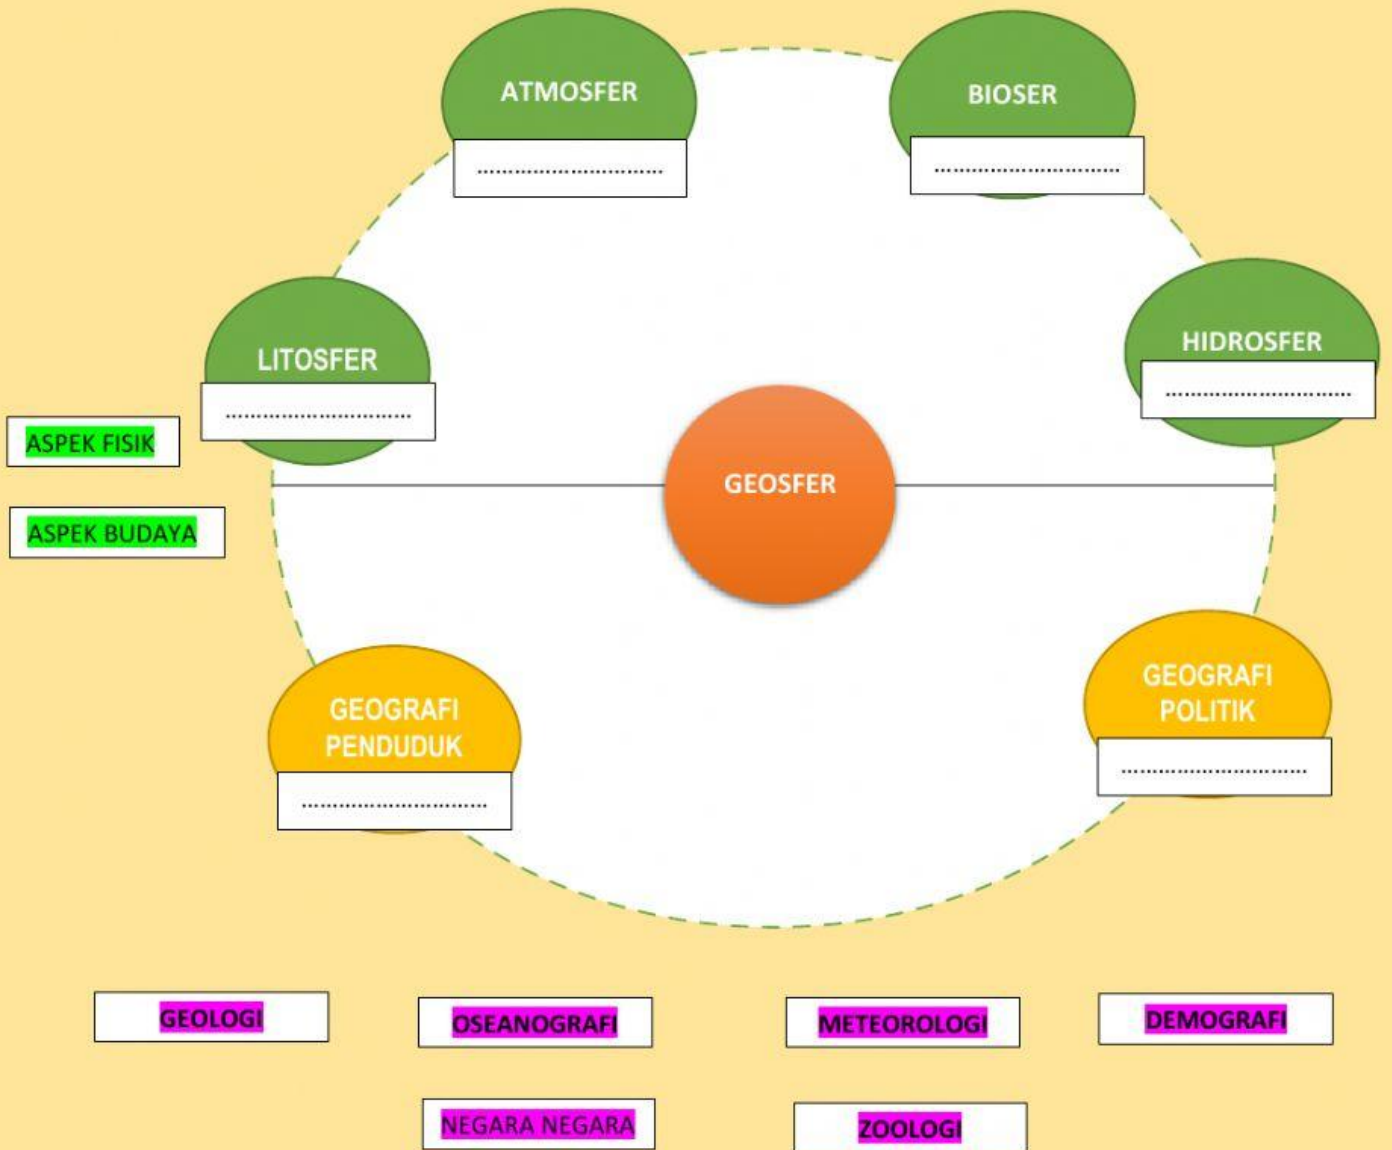 ATMOSFER
..............................
BIOSER
..............................
LITOSFER
..............................
HIDROSFER
..............................
ASPEK FISIK
ASPEK BUDAYA
GEOSFER
GEOGRAFI
PENDUDUK
..............................
GEOGRAFI
POLITIK
..............................
GEOLOGI
OSEANOGRAFI
METEOROLOGI
DEMOGRAFI
NEGARA NEGARA
ZOOLOGI